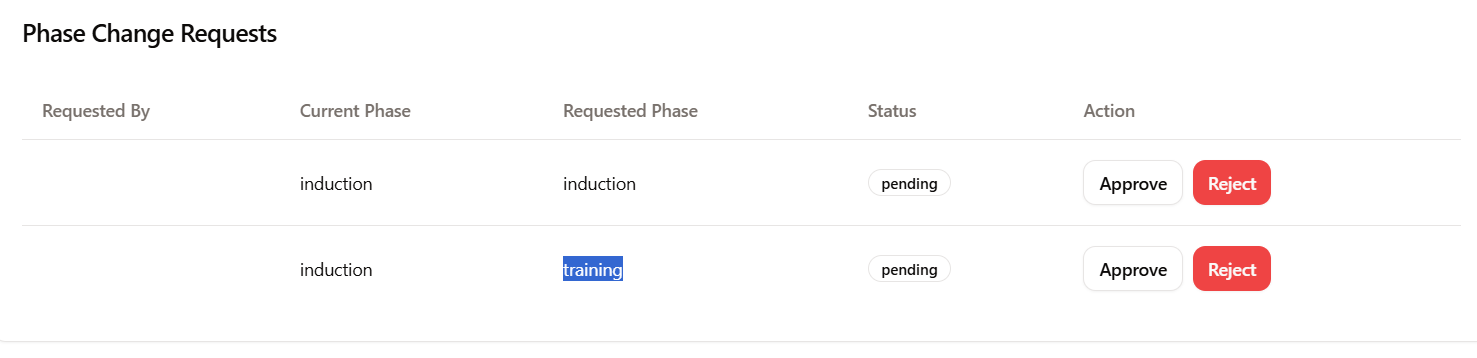 Phase Change Requests
Requested By Current Phase Requested Phase Status Action
induction induction pending Approve Reject
induction training pending Approve Reject